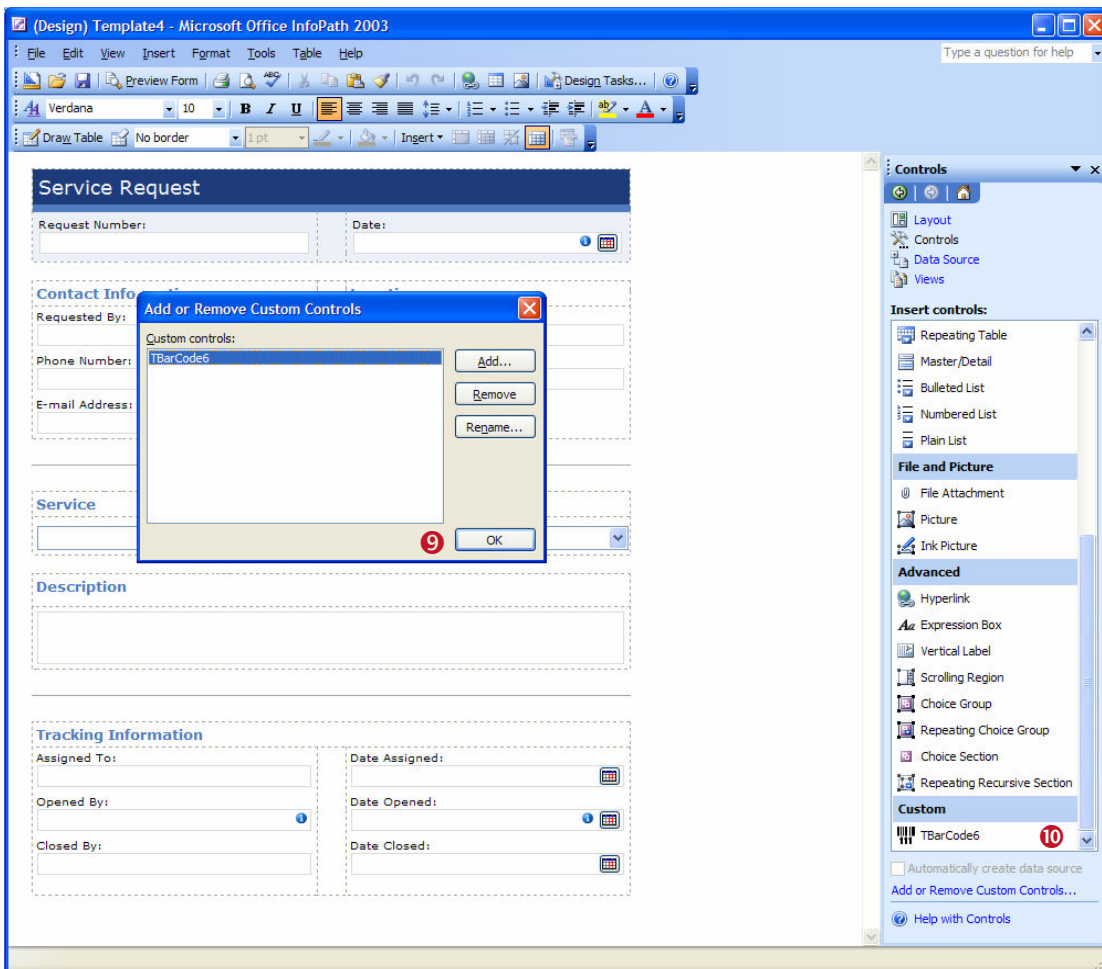 (Design) Template4 - Microsoft Office InfoPath 2003
File Edit View Insert Format Tools Table Help
Type a question for help
Preview Form ABC Design Tasks...
A4 Verdana 10 B I U ab A
Draw Table No border 1 pt Insert
Service Request
Request Number:
Date:
Contact Info
Requested By:
Phone Number:
E-mail Address:
Add or Remove Custom Controls
Custom controls:
TBarCode6
Add...
Remove
Rename...
9
OK
Service
Description
Tracking Information
Assigned To:
Date Assigned:
Opened By:
Date Opened:
Closed By:
Date Closed:
Controls
Layout
Controls
Data Source
Views
Insert controls:
Repeating Table
Master/Detail
Bulleted List
Numbered List
Plain List
File and Picture
File Attachment
Picture
Ink Picture
Advanced
Hyperlink
Aa Expression Box
Vertical Label
Scrolling Region
Choice Group
Repeating Choice Group
Choice Section
Repeating Recursive Section
Custom
TBarCode6
10
Automatically create data source
Add or Remove Custom Controls...
Help with Controls